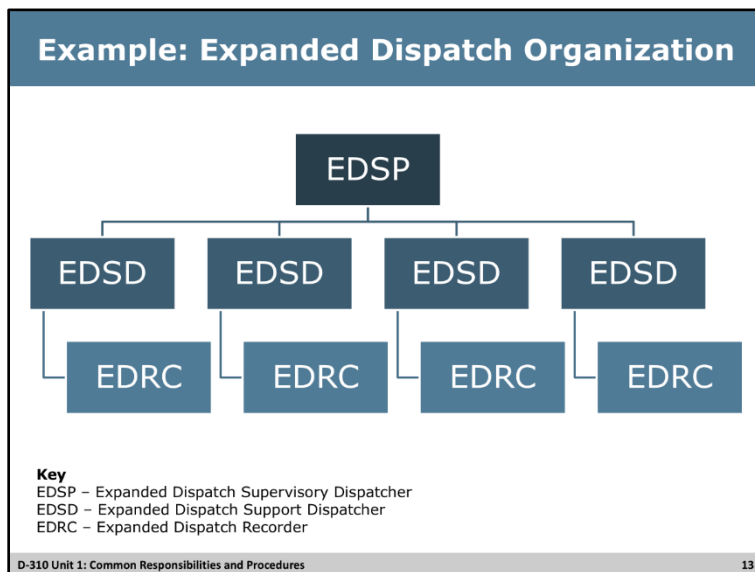 Example: Expanded Dispatch Organization
EDSP
EDSD EDSD EDSD EDSD
EDRC EDRC EDRC EDRC
Key
EDSP – Expanded Dispatch Supervisory Dispatcher
EDSD – Expanded Dispatch Support Dispatcher
EDRC – Expanded Dispatch Recorder
D-310 Unit 1: Common Responsibilities and Procedures 13